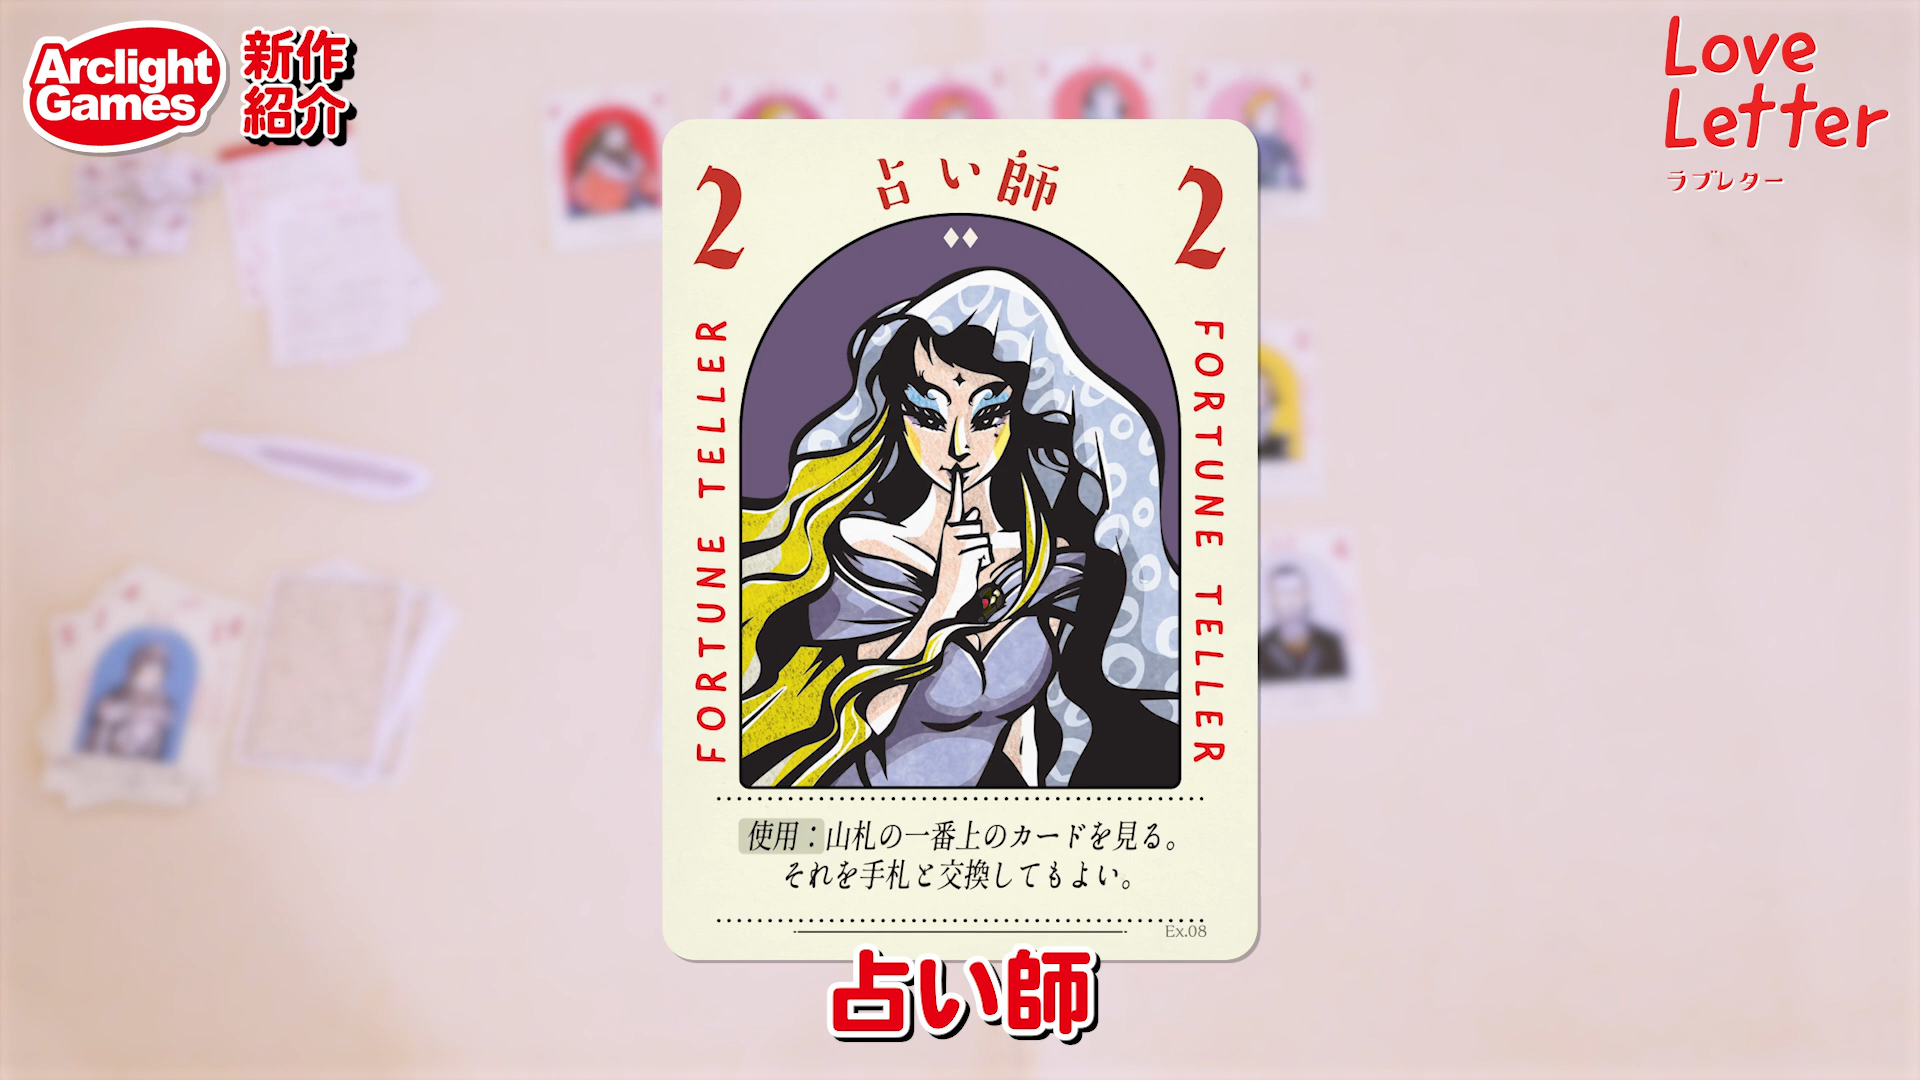 Arclight
Games
新作
紹介
Love
Letter
ラブレター
2
占い師
2
FORTUNE TELLER
FORTUNE TELLER
使用：山札の一番上のカードを見る。
それを手札と交換してもよい。
Ex.08
占い師